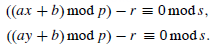 ((ax + b) mod p) − r ≡ 0 mod s,
((ay + b) mod p) − r ≡ 0 mod s.